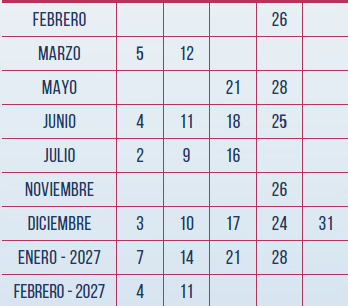 FEBRERO 26
MARZO 5 12
MAYO 21 28
JUNIO 4 11 18 25
JULIO 2 9 16
NOVIEMBRE 26
DICIEMBRE 3 10 17 24 31
ENERO - 2027 7 14 21 28
FEBRERO - 2027 4 11